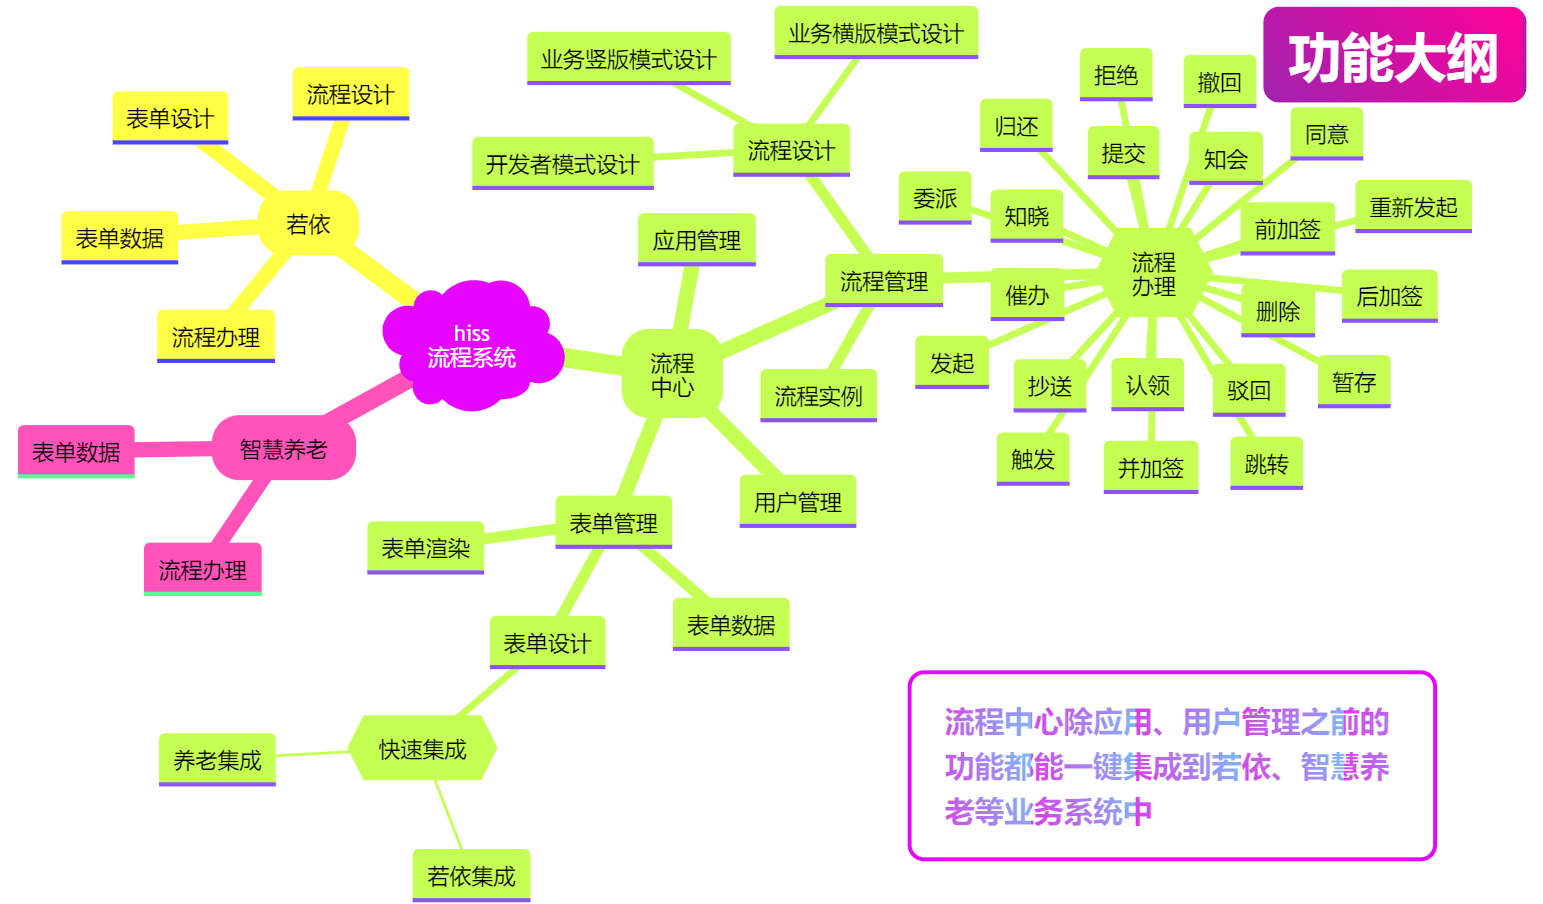 功能大纲
业务横版模式设计
业务竖版模式设计
流程设计
开发者模式设计
表单设计
流程设计
若依
表单数据
流程办理
hiss
流程系统
智慧养老
表单数据
流程办理
应用管理
流程
中心
流程管理
流程实例
用户管理
表单管理
表单渲染
表单设计
表单数据
快速集成
养老集成
若依集成
流程
办理
拒绝
撤回
归还
提交
知会
同意
委派
知晓
前加签
重新发起
催办
删除
后加签
发起
抄送
认领
驳回
暂存
触发
并加签
跳转
流程中心除应用、用户管理之前的
功能都能一键集成到若依、智慧养
老等业务系统中